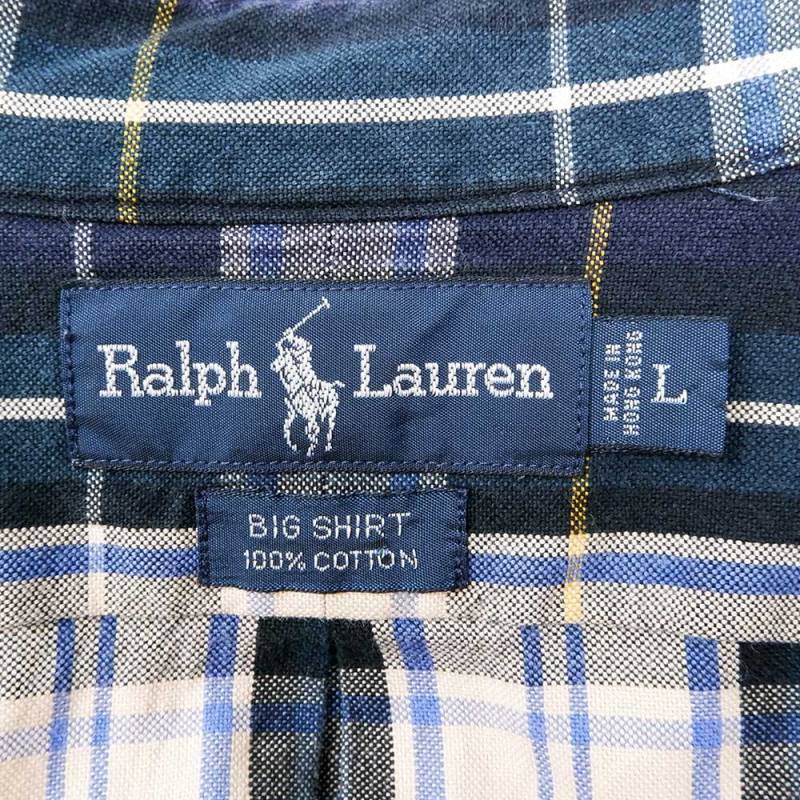 Ralph Lauren
MADE IN
HONG KONG
L
BIG SHIRT
100% COTTON